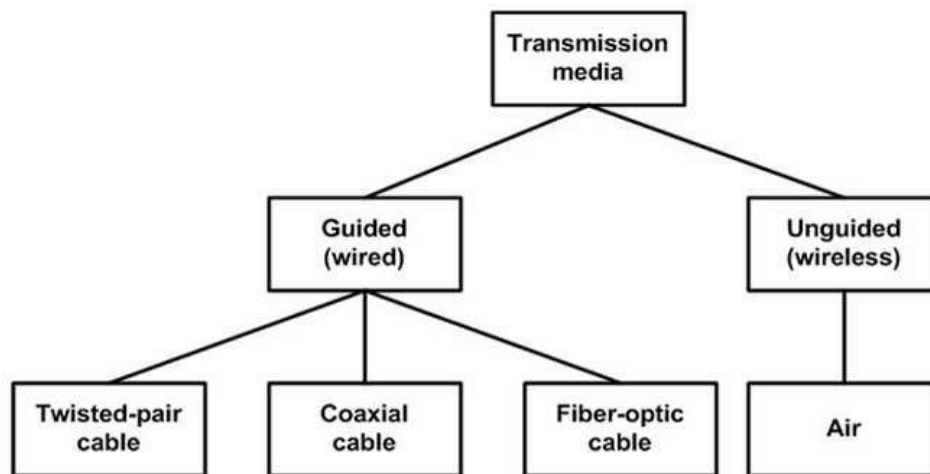 Transmission
media
Guided
(wired)
Unguided
(wireless)
Twisted-pair
cable
Coaxial
cable
Fiber-optic
cable
Air